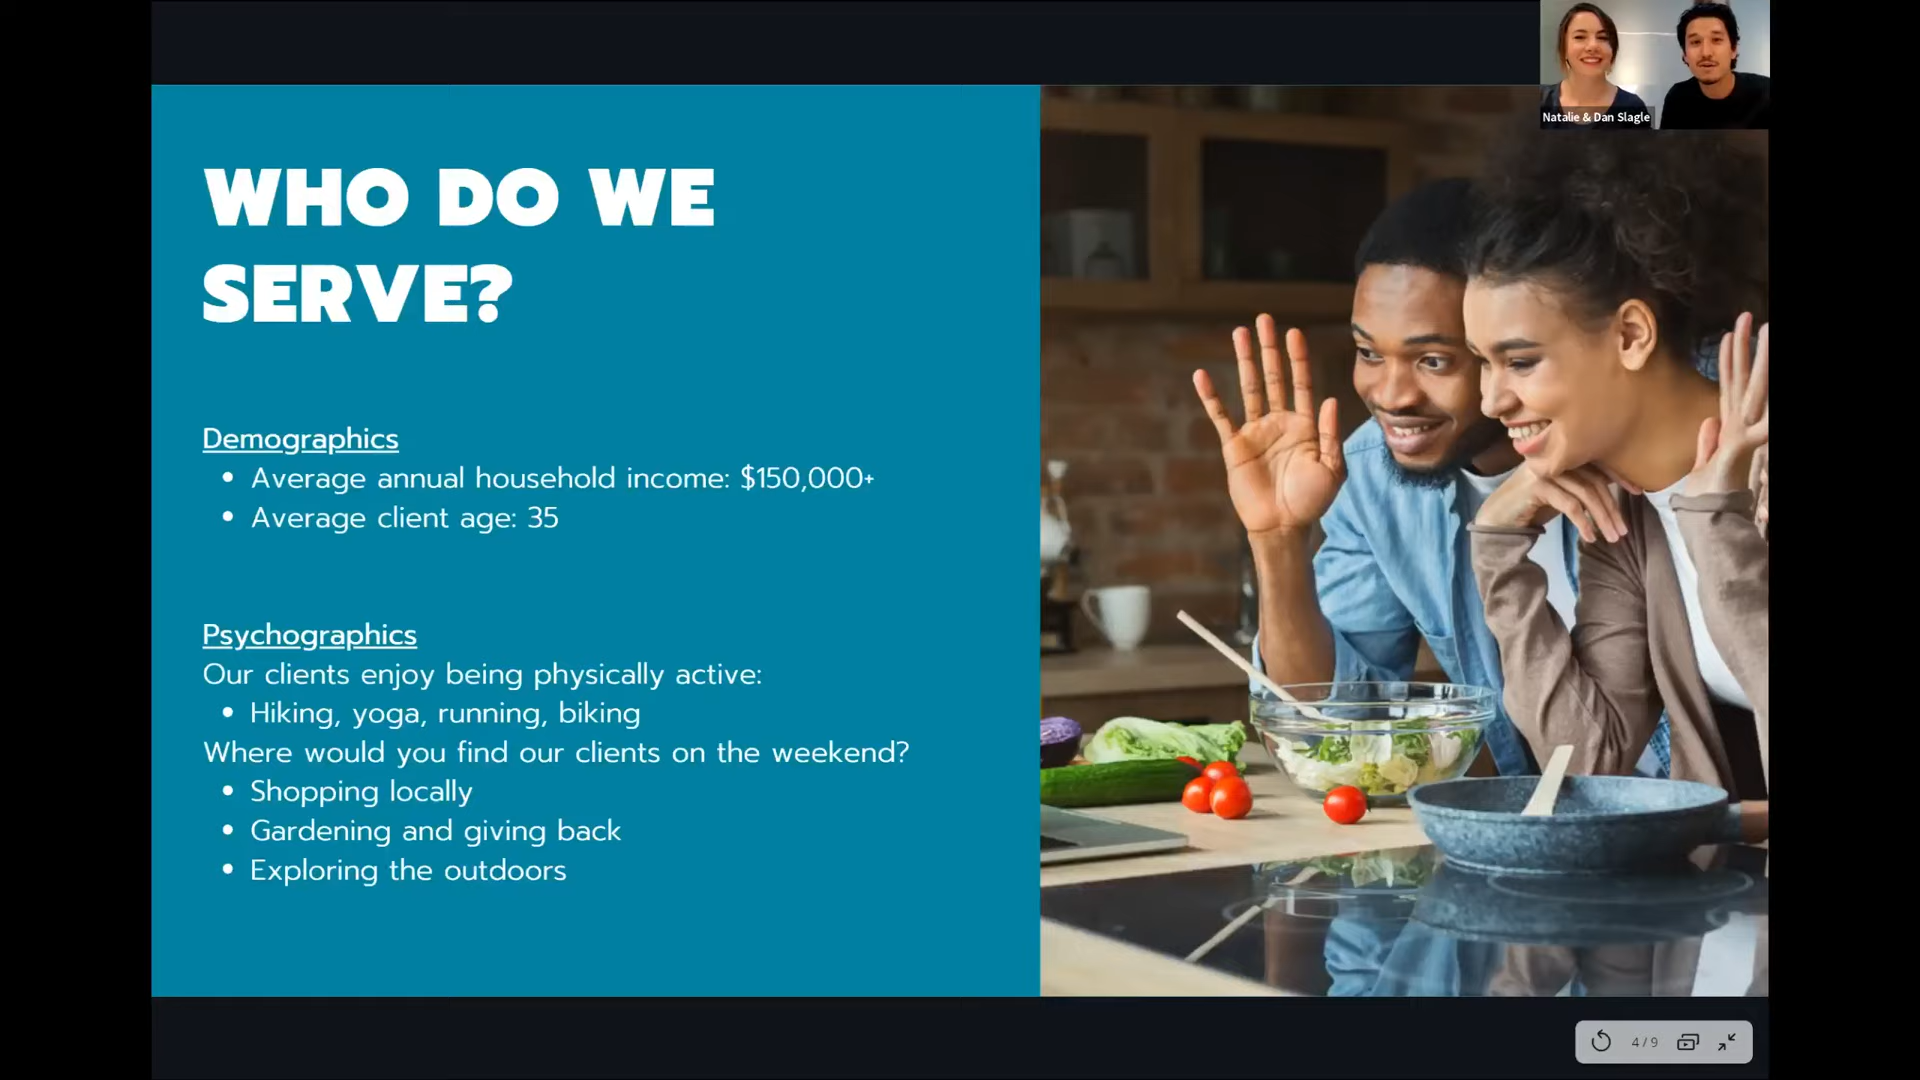 Natalie & Dan Slagle
WHO DO WE
SERVE?
Demographics
• Average annual household income: $150,000+
• Average client age: 35
Psychographics
Our clients enjoy being physically active:
• Hiking, yoga, running, biking
Where would you find our clients on the weekend?
• Shopping locally
• Gardening and giving back
• Exploring the outdoors
4 / 9